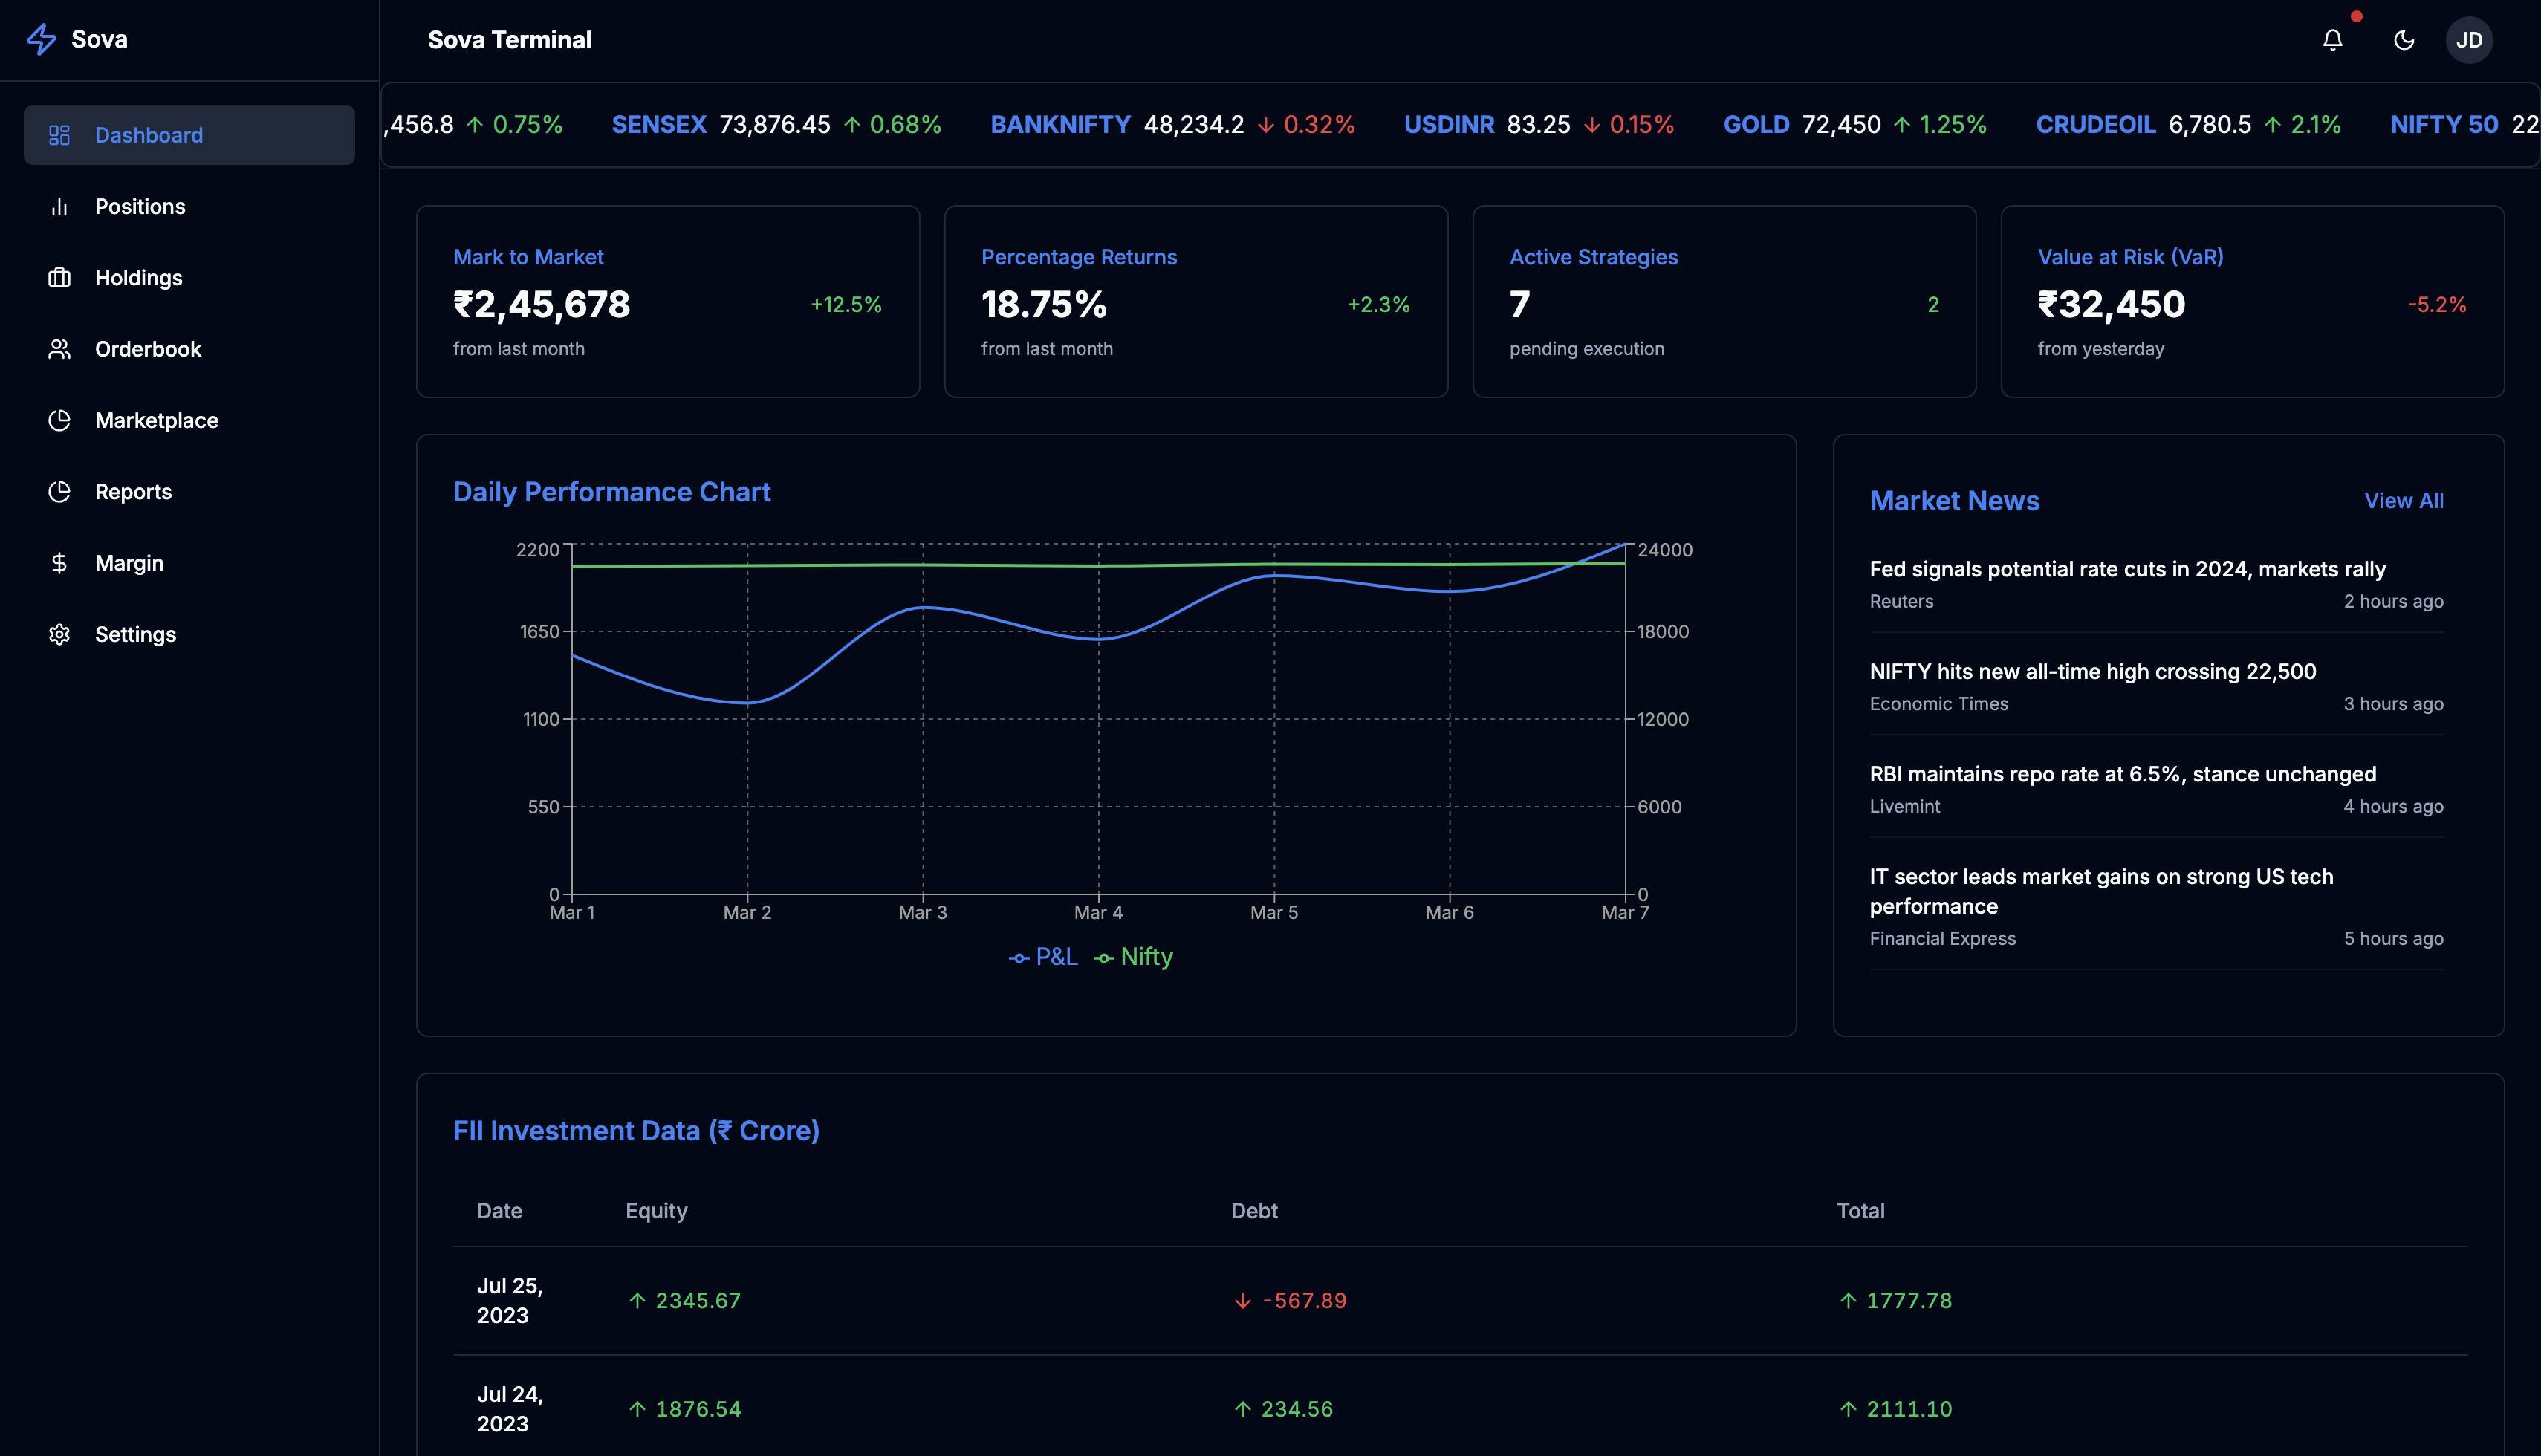 Sova
Sova Terminal
JD
Dashboard
Positions
Holdings
Orderbook
Marketplace
Reports
Margin
Settings
,456.8 ↑ 0.75% SENSEX 73,876.45 ↑ 0.68% BANKNIFTY 48,234.2 ↓ 0.32% USDINR 83.25 ↓ 0.15% GOLD 72,450 ↑ 1.25% CRUDEOIL 6,780.5 ↑ 2.1% NIFTY 50 22
Mark to Market
₹2,45,678 +12.5%
from last month
Percentage Returns
18.75% +2.3%
from last month
Active Strategies
7 2
pending execution
Value at Risk (VaR)
₹32,450 -5.2%
from yesterday
Daily Performance Chart
2200 24000
1650 18000
1100 12000
550 6000
0 0
Mar 1 Mar 2 Mar 3 Mar 4 Mar 5 Mar 6 Mar 7
P&L Nifty
Market News View All
Fed signals potential rate cuts in 2024, markets rally
Reuters 2 hours ago
NIFTY hits new all-time high crossing 22,500
Economic Times 3 hours ago
RBI maintains repo rate at 6.5%, stance unchanged
Livemint 4 hours ago
IT sector leads market gains on strong US tech
performance
Financial Express 5 hours ago
FII Investment Data (₹ Crore)
Date Equity Debt Total
Jul 25,
2023
↑ 2345.67 ↓ -567.89 ↑ 1777.78
Jul 24,
2023
↑ 1876.54 ↑ 234.56 ↑ 2111.10